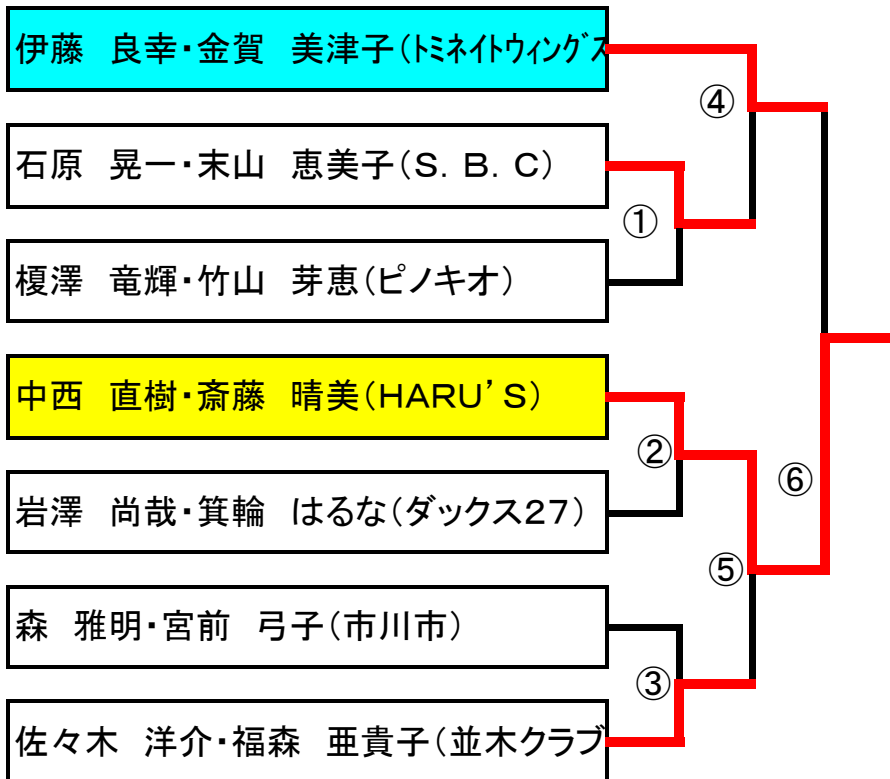 伊藤　良幸・金賀　美津子(トミネイトウィングス
④
石原　晃一・末山　恵美子(S. B. C)
①
榎澤　竜輝・竹山　芽恵(ピノキオ)
中西　直樹・斎藤　晴美(HARU'S)
②
⑥
岩澤　尚哉・箕輪　はるな(ダックス27)
⑤
森　雅明・宮前　弓子(市川市)
③
佐々木　洋介・福森　亜貴子(並木クラブ